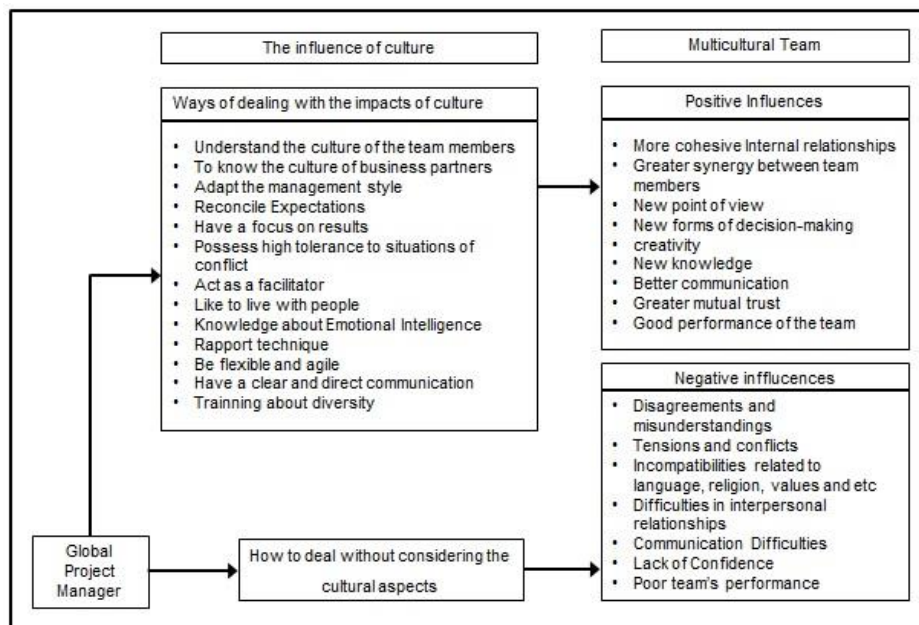 The influence of culture
Multicultural Team
Ways of dealing with the impacts of culture
• Understand the culture of the team members
• To know the culture of business partners
• Adapt the management style
• Reconcile Expectations
• Have a focus on results
• Possess high tolerance to situations of
conflict
• Act as a facilitator
• Like to live with people
• Knowledge about Emotional Intelligence
• Rapport technique
• Be flexible and agile
• Have a clear and direct communication
• Trainning about diversity
Positive Influences
• More cohesive Internal relationships
• Greater synergy between team
members
• New point of view
• New forms of decision-making
• creativity
• New knowledge
• Better communication
• Greater mutual trust
• Good performance of the team
Negative infflucences
• Disagreements and
misunderstandings
• Tensions and conflicts
• Incompatibilities related to
language, religion, values and etc
• Difficulties in interpersonal
relationships
• Communication Difficulties
• Lack of Confidence
• Poor team's performance
Global
Project
Manager
How to deal without considering the
cultural aspects